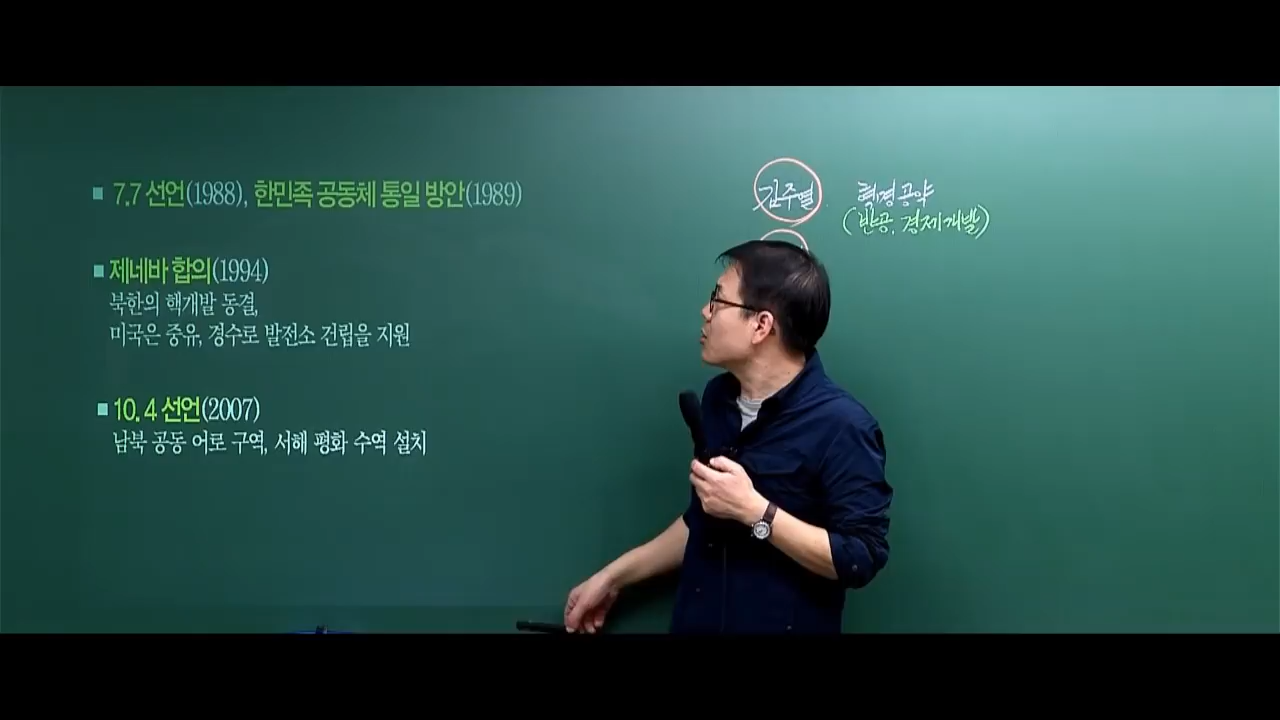 7.7 선언(1988), 한민족 공동체 통일 방안(1989)
제네바 합의(1994)
북한의 핵개발 동결,
미국은 중유, 경수로 발전소 건립을 지원
10. 4 선언(2007)
남북 공동 어로 구역, 서해 평화 수역 설치
김주열
혁명공약
(반공, 경제개발)